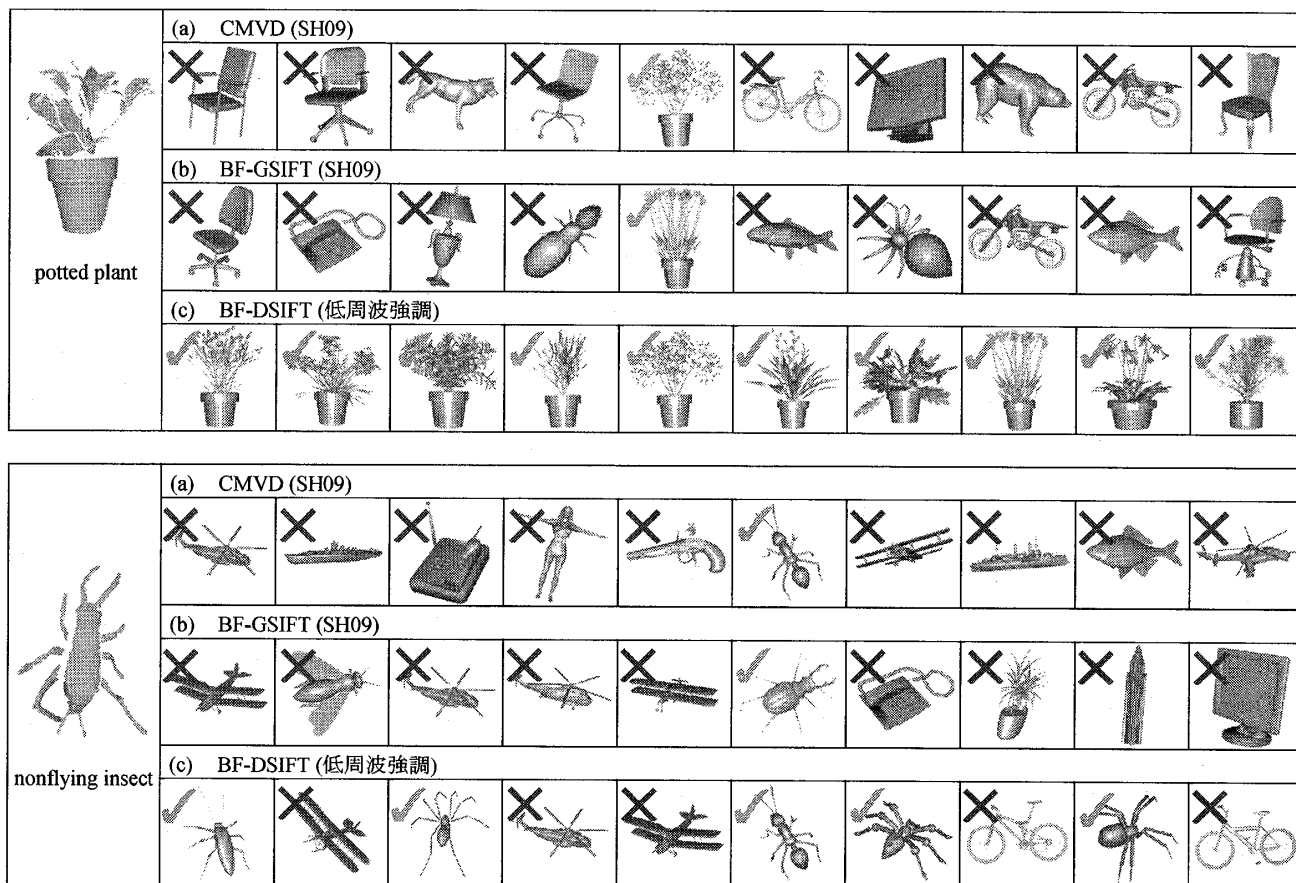 (a) CMVD (SH09)
(b) BF-GSIFT (SH09)
potted plant
(c) BF-DSIFT (低周波強調)
(a) CMVD (SH09)
(b) BF-GSIFT (SH09)
nonflying insect
(c) BF-DSIFT (低周波強調)